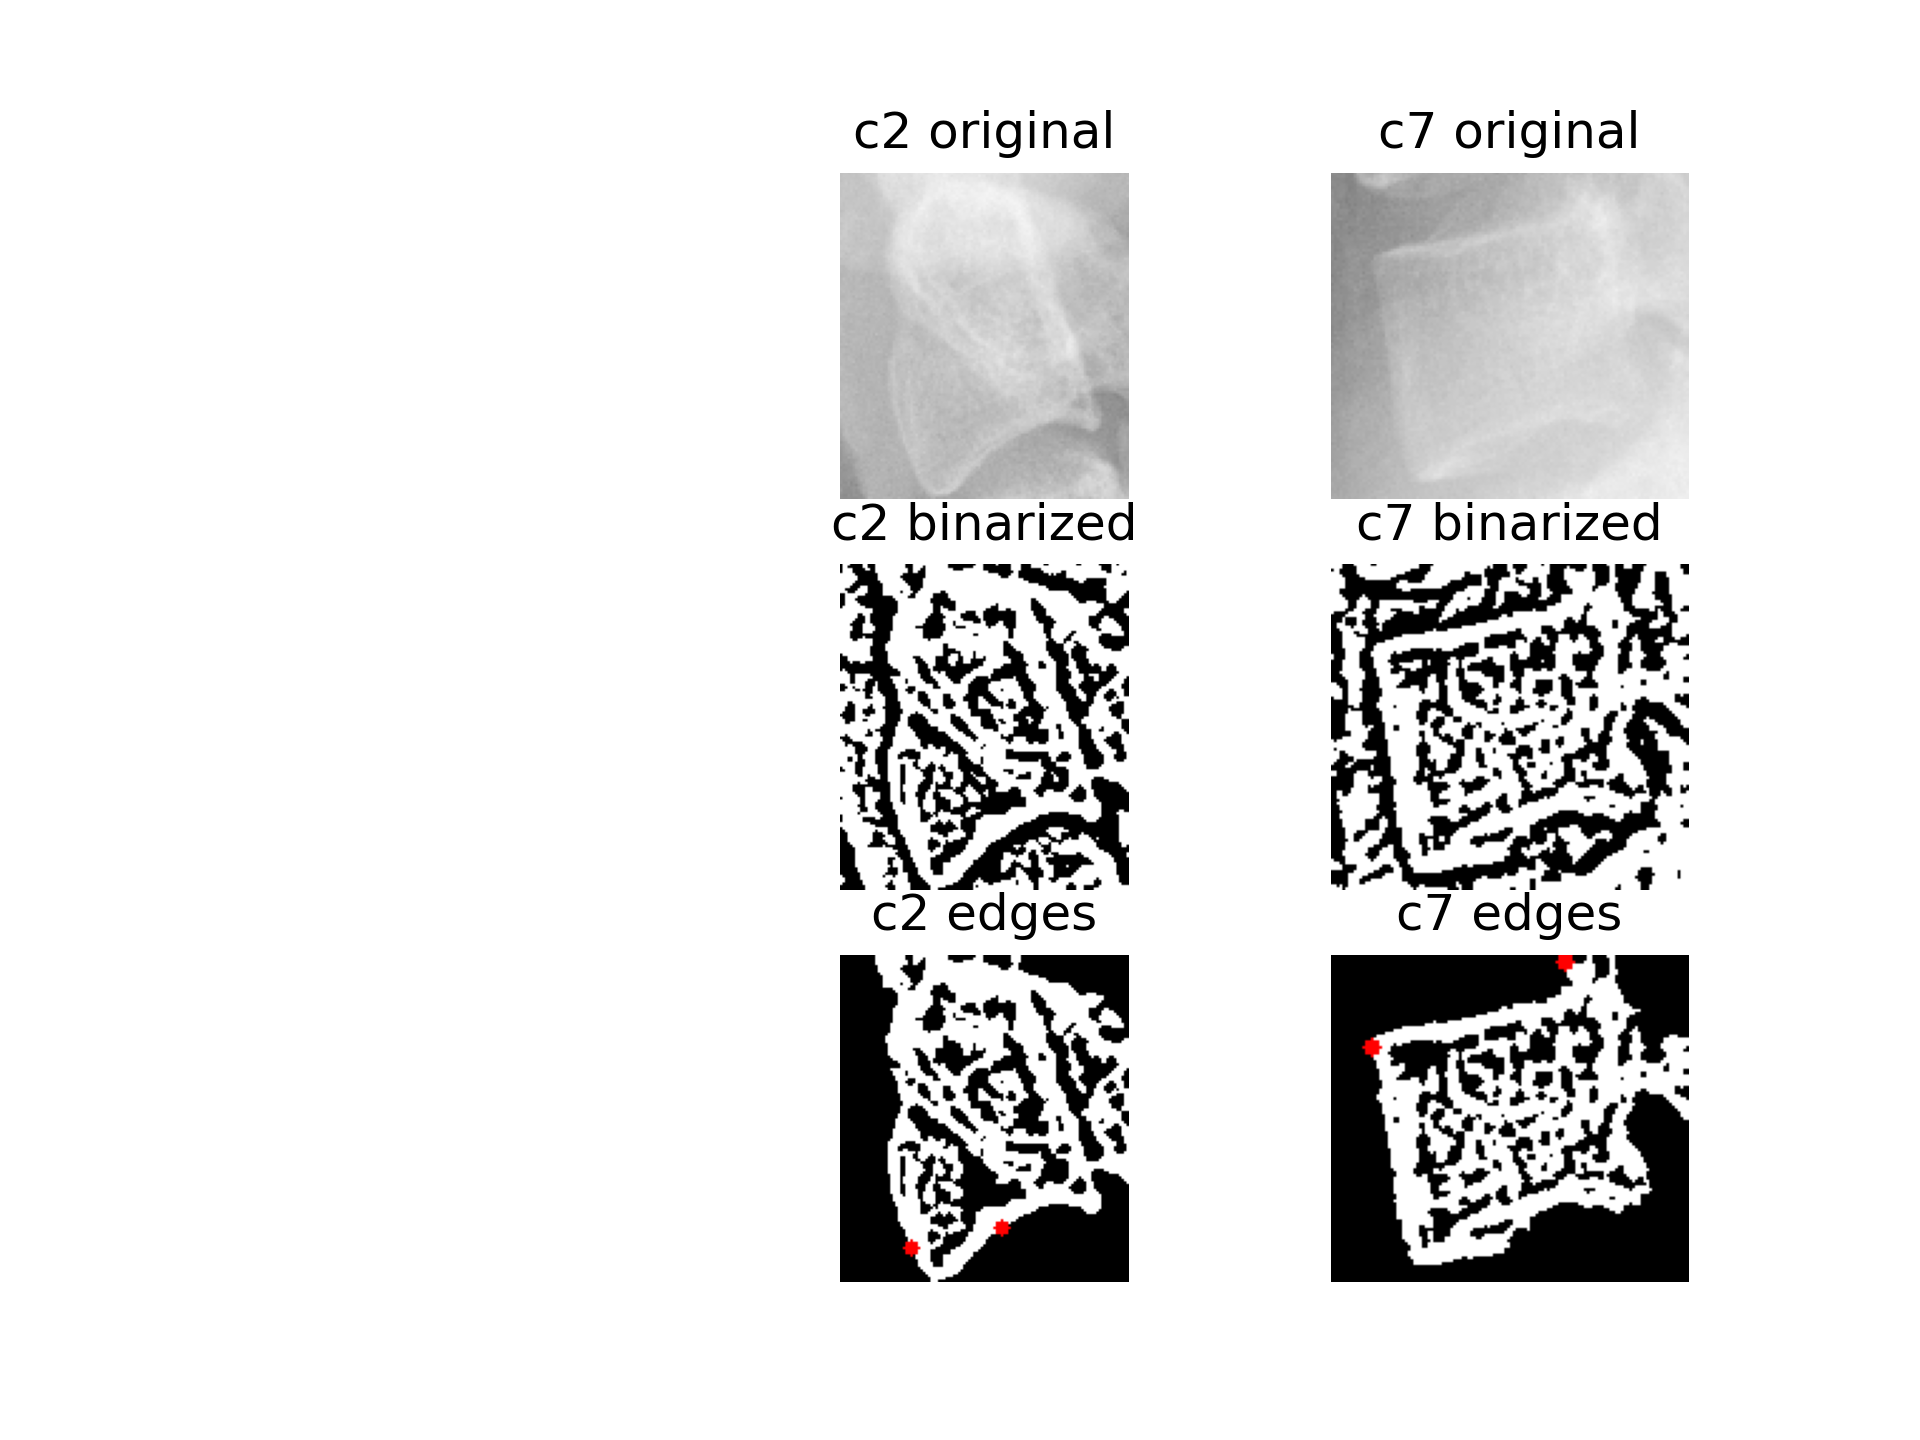 c2 original
c7 original
c2 binarized
c7 binarized
c2 edges
c7 edges